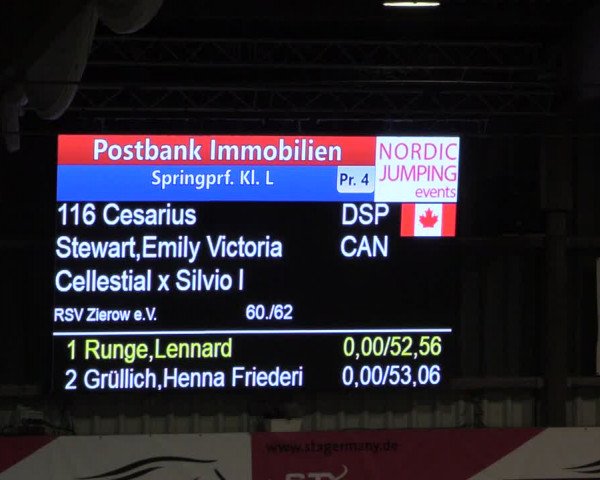 Postbank Immobilien
Springprf. Kl. L
Pr. 4
NORDIC
JUMPING
events
116 Cesarius
DSP
Stewart,Emily Victoria
CAN
Cellestial x Silvio I
RSV Zierow e.V.
60./62
1 Runge,Lennard
0,00/52,56
2 Grüllich,Henna Friederi
0,00/53,06
www.stagermany.de